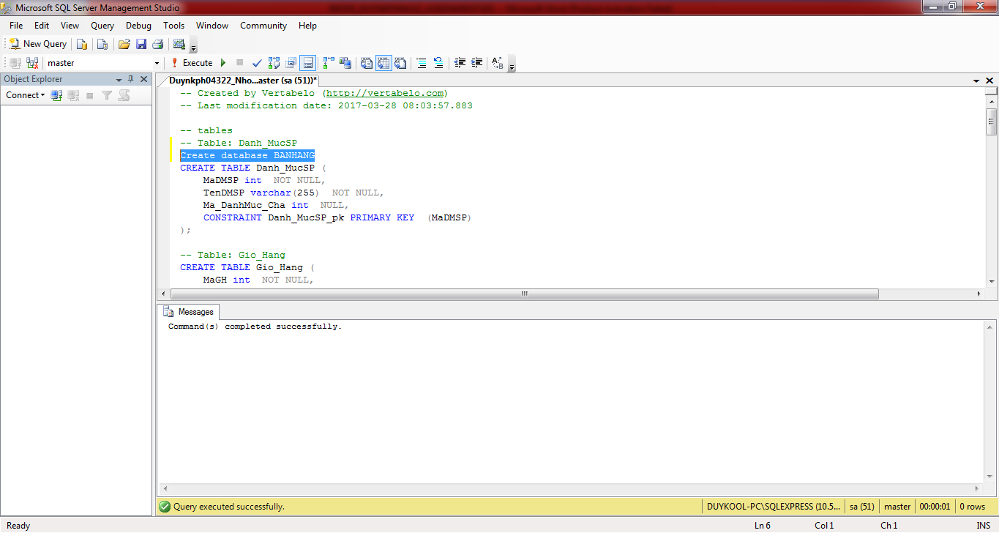 Microsoft SQL Server Management Studio
File Edit View Query Debug Tools Window Community Help
New Query
master Execute
Object Explorer
Connect
Duynkph04322_Nho...aster (sa (51))*
-- Created by Vertabelo (http://vertabelo.com)
-- Last modification date: 2017-03-28 08:03:57.883
-- tables
-- Table: Danh_MucSP
Create database BANHANG
CREATE TABLE Danh_MucSP (
MaDMSP int  NOT NULL,
TenDMSP varchar(255)  NOT NULL,
Ma_DanhMuc_Cha int  NULL,
CONSTRAINT Danh_MucSP_pk PRIMARY KEY  (MaDMSP)
);
-- Table: Gio_Hang
CREATE TABLE Gio_Hang (
MaGH int  NOT NULL,
Messages
Command(s) completed successfully.
Query executed successfully. DUYKOOL-PC\SQLEXPRESS (10.5... sa (51) master 00:00:01 0 rows
Ready Ln 6 Col 1 Ch 1 INS